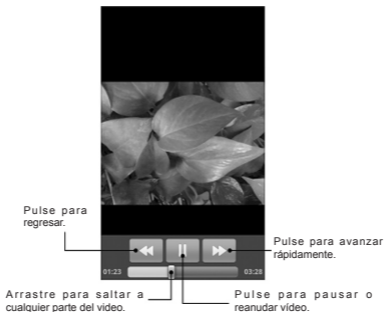 Pulse para
regresar.
Pulse para avanzar
rápidamente.
01:23
03:28
Arrastre para saltar a
cualquier parte del video.
Pulse para pausar o
reanudar vídeo.